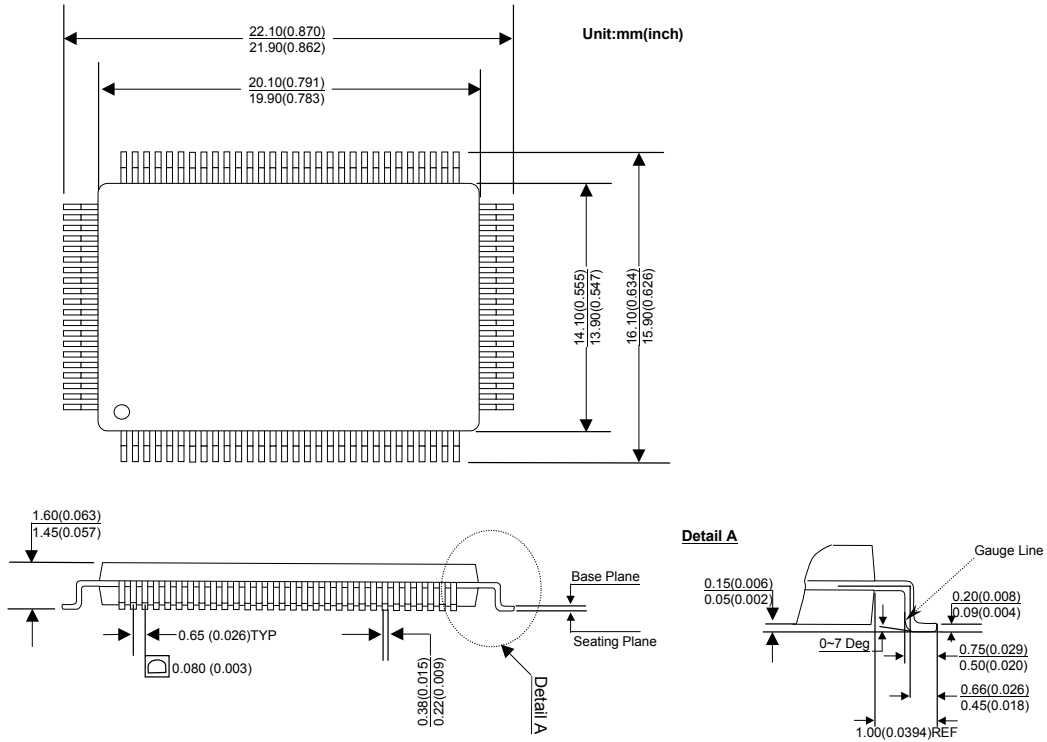 22.10(0.870)
21.90(0.862)
Unit:mm(inch)
20.10(0.791)
19.90(0.783)
14.10(0.555)
13.90(0.547)
16.10(0.634)
15.90(0.626)
1.60(0.063)
1.45(0.057)
0.65 (0.026)TYP
0.080 (0.003)
0.38(0.015)
0.22(0.009)
Base Plane
Seating Plane
Detail A
Detail A
Gauge Line
0.15(0.006)
0.05(0.002)
0.20(0.008)
0.09(0.004)
0~7 Deg
0.75(0.029)
0.50(0.020)
0.66(0.026)
0.45(0.018)
1.00(0.0394)REF